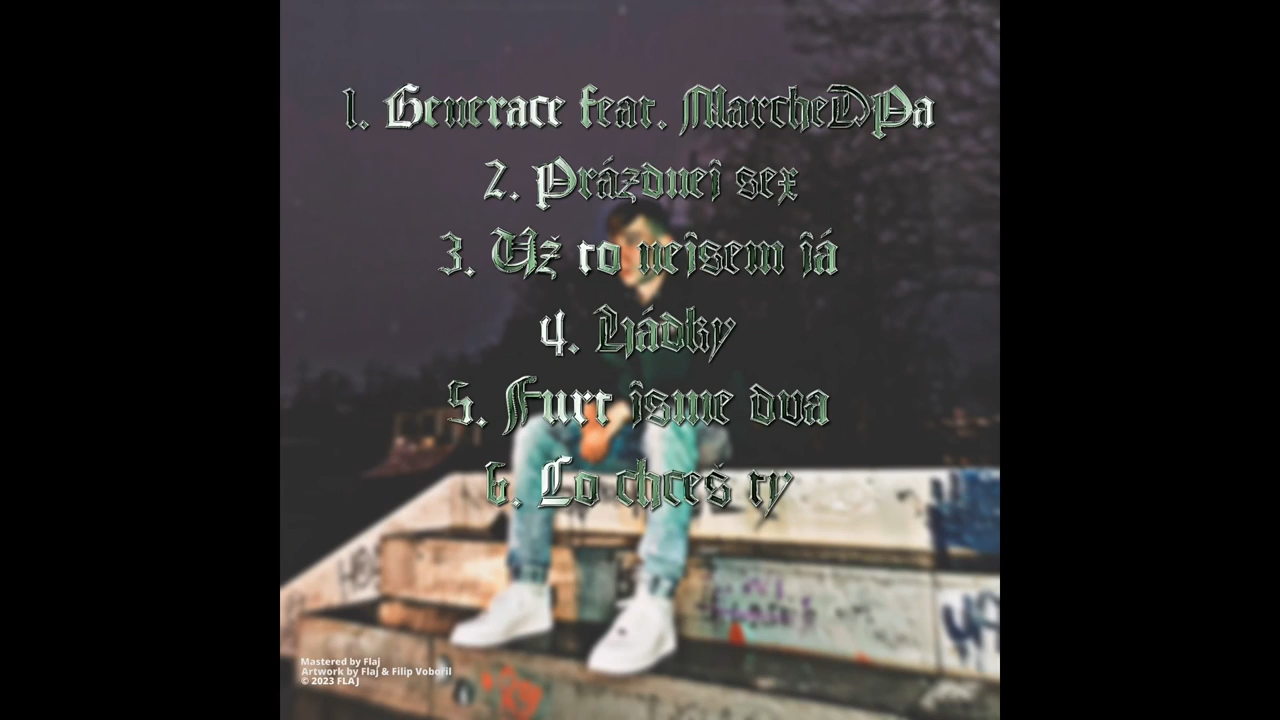 1. Generace feat. MarcheDPa
2. Prázdnej sex
3. Už to nejsem já
4. Hádky
5. Furt jsme dva
6. Co chceš ty
Mastered by Flaj
Artwork by Flaj & Filip Vobořil
© 2023 FLAJ